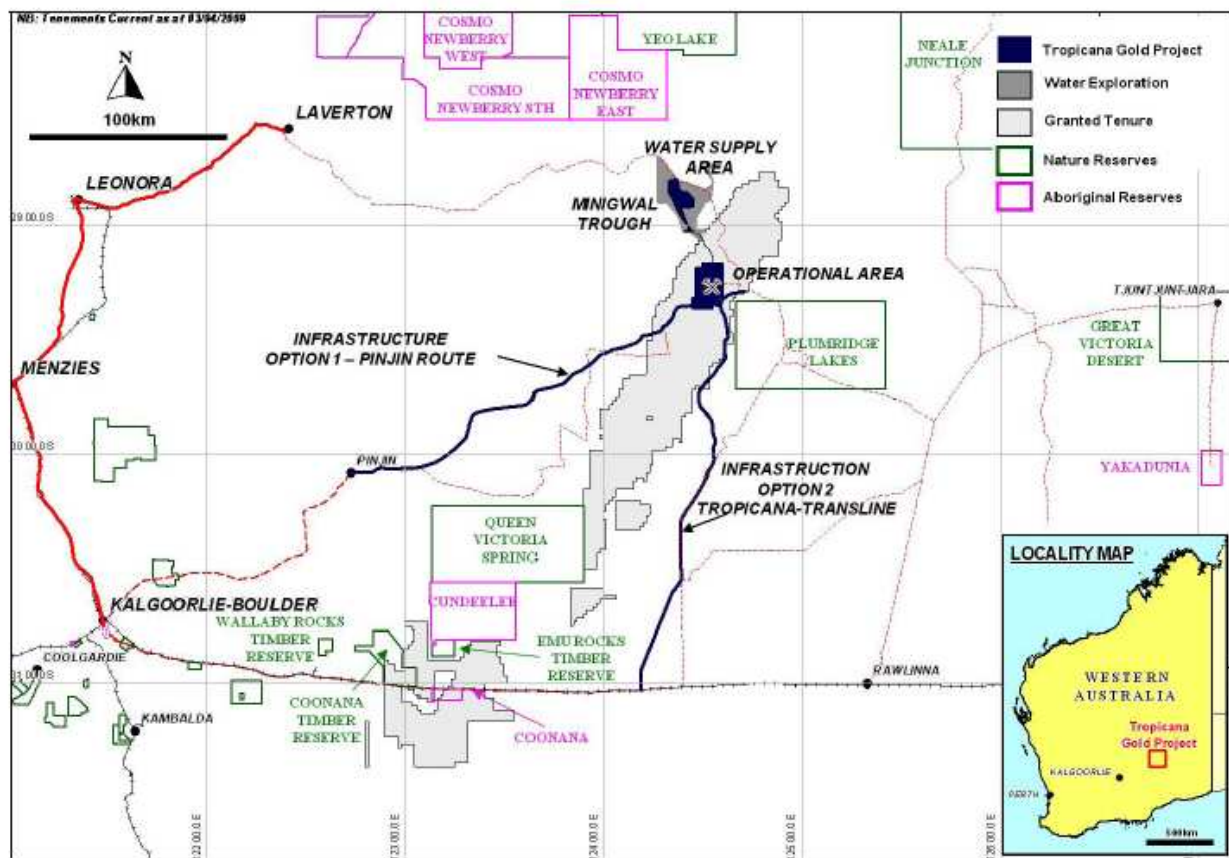 NB: Tenements Current as at 03/04/2009
N
100km
COSMO
NEWBERRY
WEST
YEO LAKE
NEALE
JUNCTION
COSMO
NEWBERRY STH
COSMO
NEWBERRY
EAST
Tropicana Gold Project
Water Exploration
Granted Tenure
Nature Reserves
Aboriginal Reserves
LAVERTON
LEONORA
WATER SUPPLY
AREA
MINIGWAL
TROUGH
OPERATIONAL AREA
TJUNTJUNTJARA
INFRASTRUCTURE
OPTION 1 – PINJIN ROUTE
PLUMRIDGE
LAKES
GREAT
VICTORIA
DESERT
MENZIES
PINJIN
YAKADUNIA
INFRASTRUCTION
OPTION 2
TROPICANA-TRANSLINE
QUEEN
VICTORIA
SPRING
CUNDEELEE
KALGOORLIE-BOULDER
WALLABY ROCKS
TIMBER
RESERVE
EMU ROCKS
TIMBER
RESERVE
COOLGARDIE
RAWLINNA
COONANA
TIMBER
RESERVE
KAMBALDA
COONANA
LOCALITY MAP
WESTERN
AUSTRALIA
Tropicana
Gold Project
KALGOORLIE
PERTH
500km